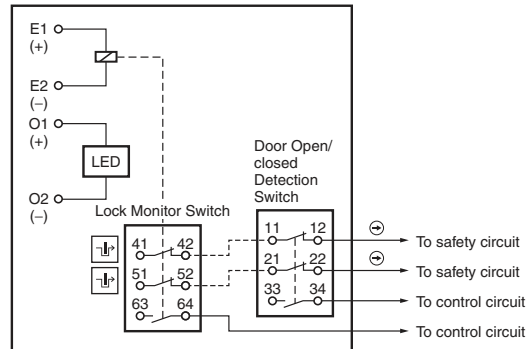 E1
(+)
E2
(−)
O1
(+)
LED
O2
(−)
Door Open/
closed
Detection
Switch
Lock Monitor Switch
41 42
51 52
63 64
11 12
21 22
33 34
To safety circuit
To safety circuit
To control circuit
To control circuit